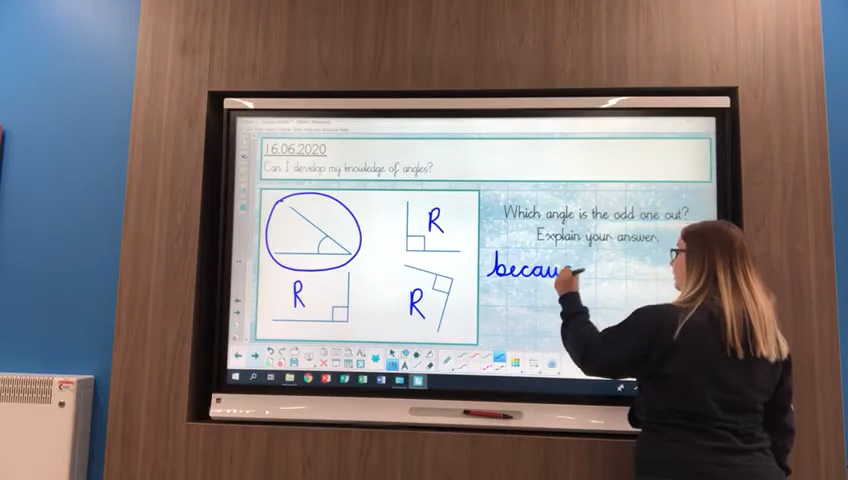 16.06.2020
Can I develop my knowledge of angles?
Which angle is the odd one out?
Explain your answer.
becau
R
R
R